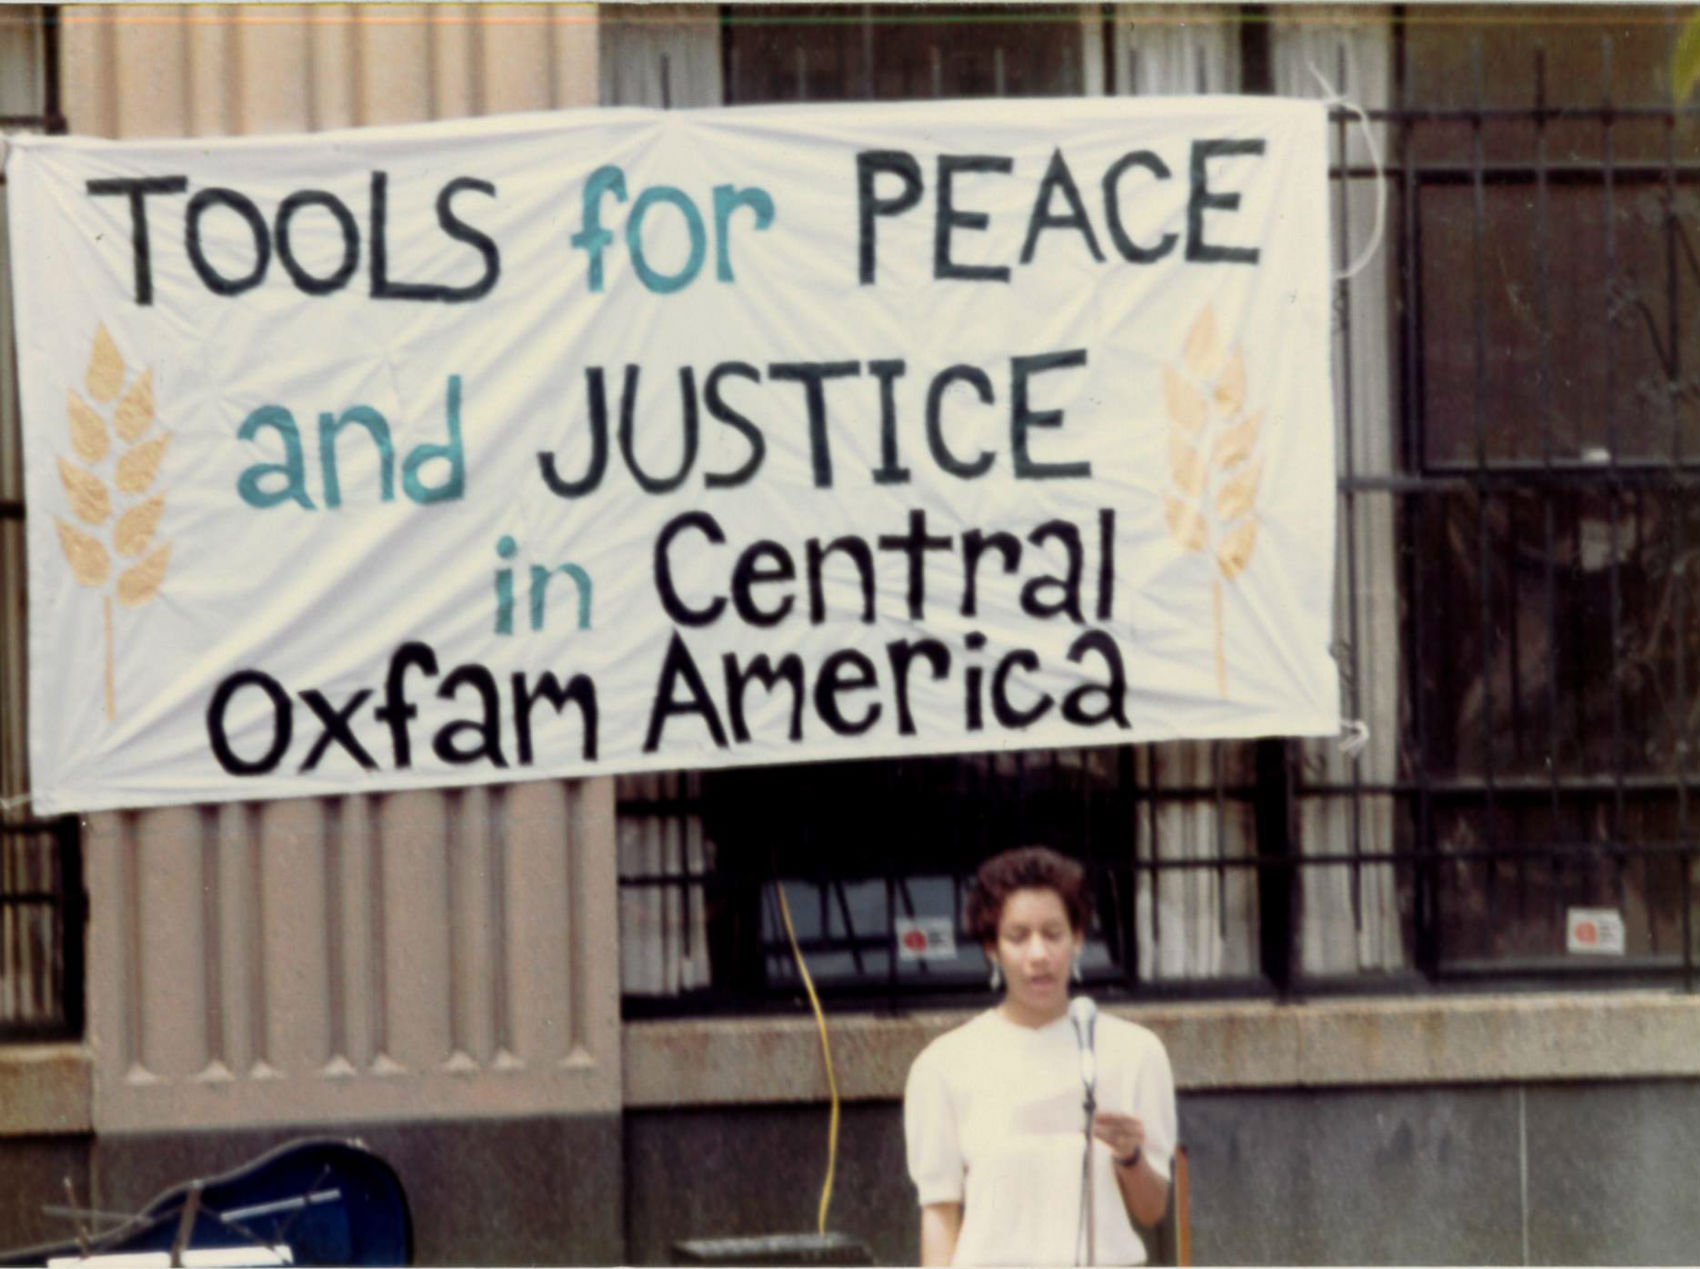 TOOLS for PEACE
and JUSTICE
in Central
Oxfam America